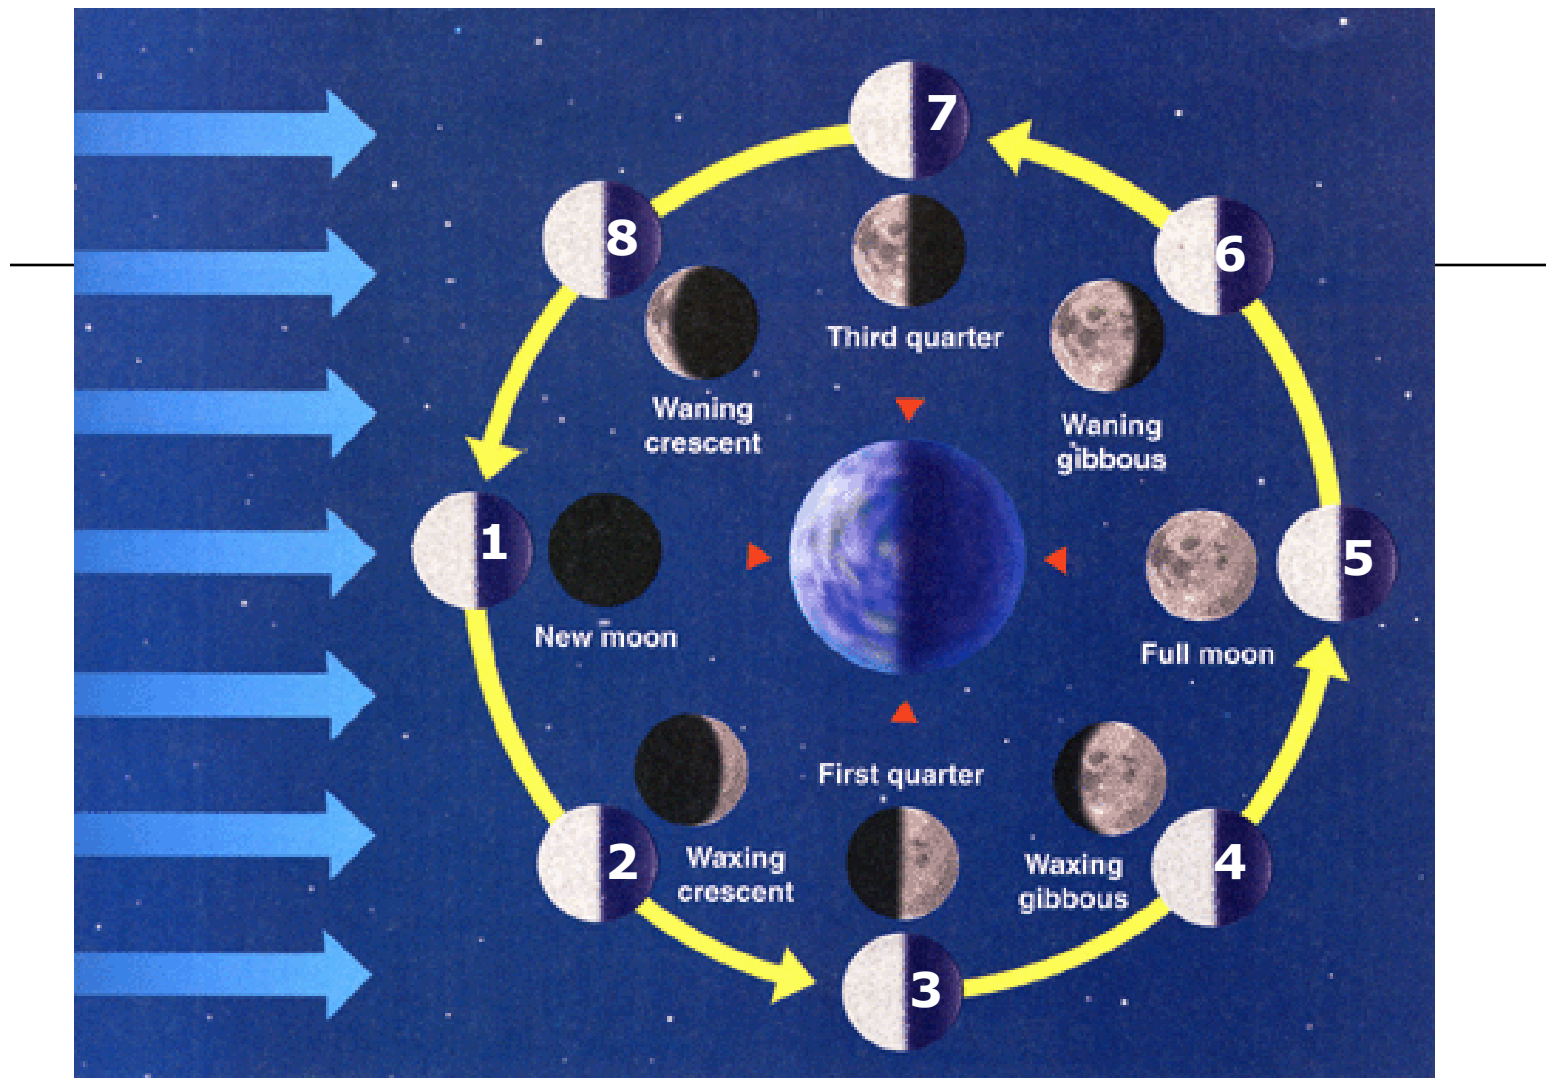 7
8
6
Third quarter
Waning
crescent
Waning
gibbous
1
5
New moon
Full moon
First quarter
2
Waxing
crescent
Waxing
gibbous
4
3